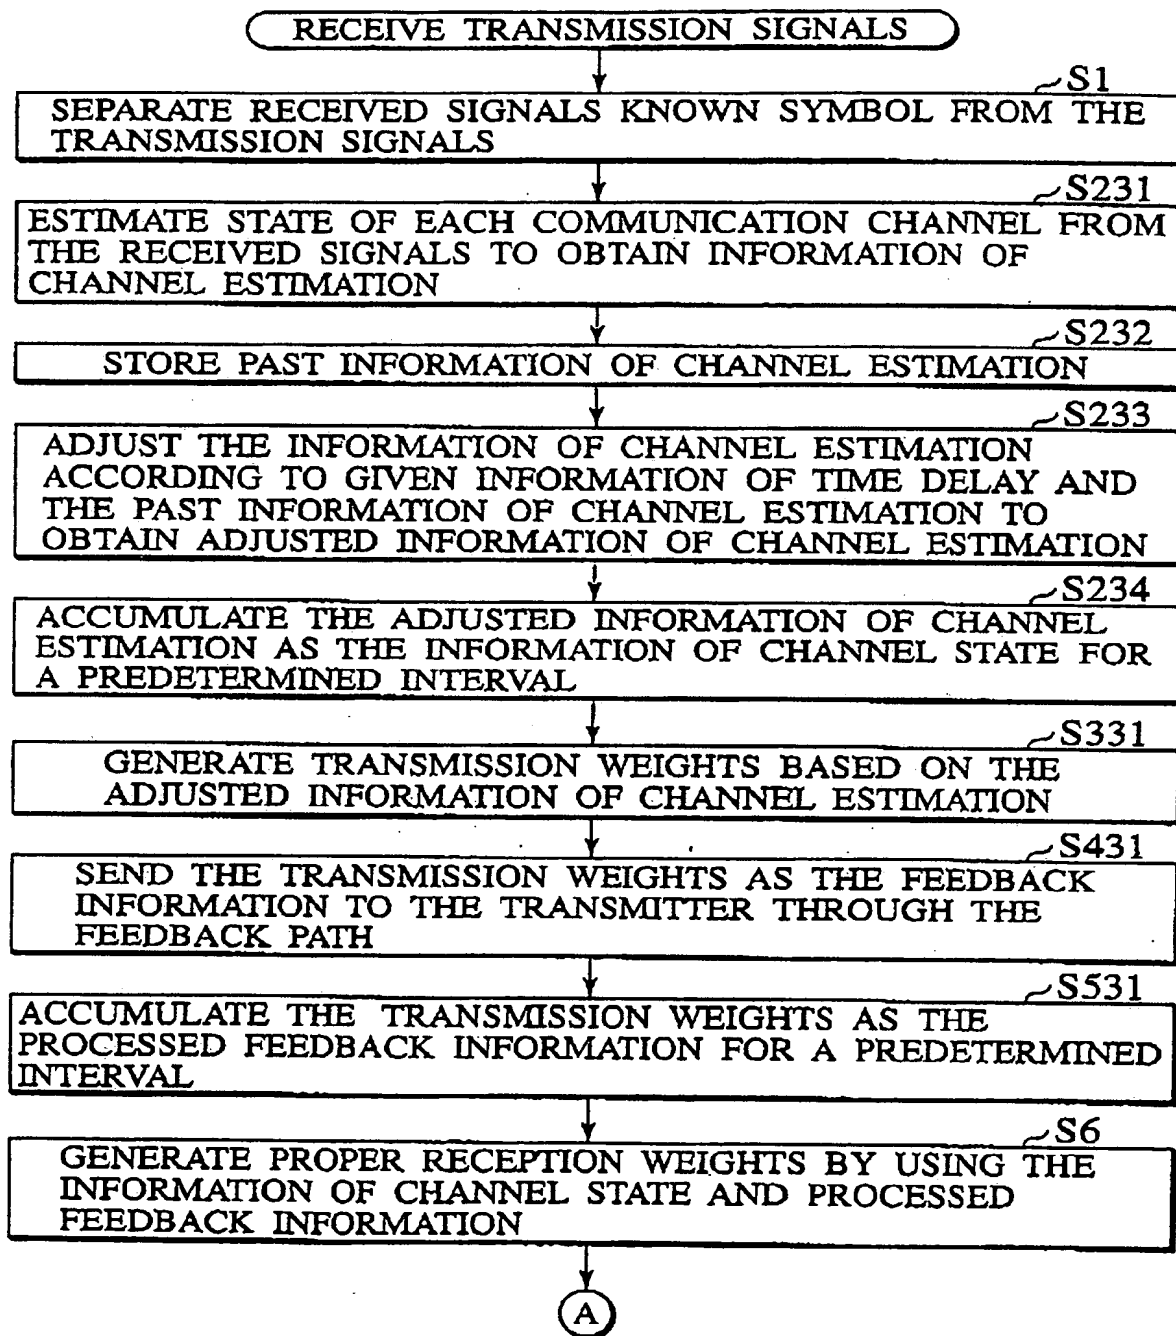 RECEIVE TRANSMISSION SIGNALS
S1
SEPARATE RECEIVED SIGNALS KNOWN SYMBOL FROM THE
TRANSMISSION SIGNALS
S231
ESTIMATE STATE OF EACH COMMUNICATION CHANNEL FROM
THE RECEIVED SIGNALS TO OBTAIN INFORMATION OF
CHANNEL ESTIMATION
S232
STORE PAST INFORMATION OF CHANNEL ESTIMATION
S233
ADJUST THE INFORMATION OF CHANNEL ESTIMATION
ACCORDING TO GIVEN INFORMATION OF TIME DELAY AND
THE PAST INFORMATION OF CHANNEL ESTIMATION TO
OBTAIN ADJUSTED INFORMATION OF CHANNEL ESTIMATION
S234
ACCUMULATE THE ADJUSTED INFORMATION OF CHANNEL
ESTIMATION AS THE INFORMATION OF CHANNEL STATE FOR
A PREDETERMINED INTERVAL
S331
GENERATE TRANSMISSION WEIGHTS BASED ON THE
ADJUSTED INFORMATION OF CHANNEL ESTIMATION
S431
SEND THE TRANSMISSION WEIGHTS AS THE FEEDBACK
INFORMATION TO THE TRANSMITTER THROUGH THE
FEEDBACK PATH
S531
ACCUMULATE THE TRANSMISSION WEIGHTS AS THE
PROCESSED FEEDBACK INFORMATION FOR A PREDETERMINED
INTERVAL
S6
GENERATE PROPER RECEPTION WEIGHTS BY USING THE
INFORMATION OF CHANNEL STATE AND PROCESSED
FEEDBACK INFORMATION
A